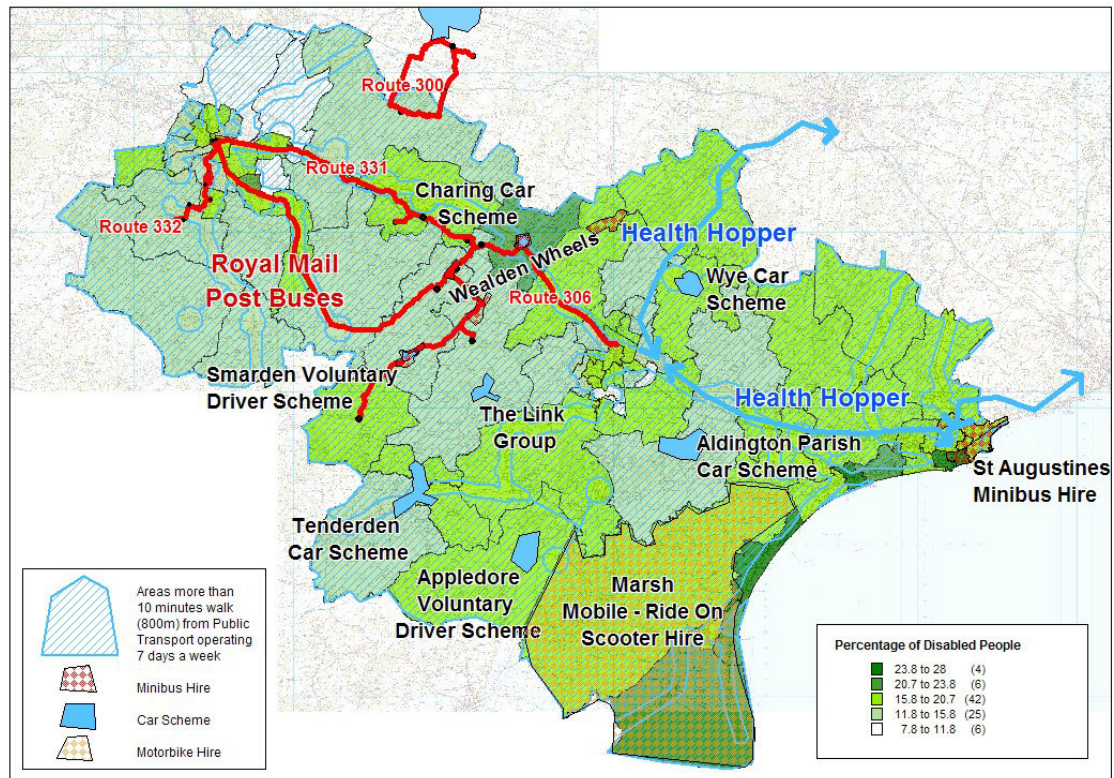 Route 300
Route 331
Charing Car
Scheme
Route 332
Royal Mail
Post Buses
Wealden Wheels
Health Hopper
Wye Car
Scheme
Route 306
Smarden Voluntary
Driver Scheme
The Link
Group
Health Hopper
Aldington Parish
Car Scheme
St Augustines
Minibus Hire
Tenderden
Car Scheme
Appledore
Voluntary
Driver Scheme
Marsh
Mobile - Ride On
Scooter Hire
Areas more than
10 minutes walk
(800m) from Public
Transport operating
7 days a week
Minibus Hire
Car Scheme
Motorbike Hire
Percentage of Disabled People
23.8 to 28 (4)
20.7 to 23.8 (6)
15.8 to 20.7 (42)
11.8 to 15.8 (25)
7.8 to 11.8 (6)